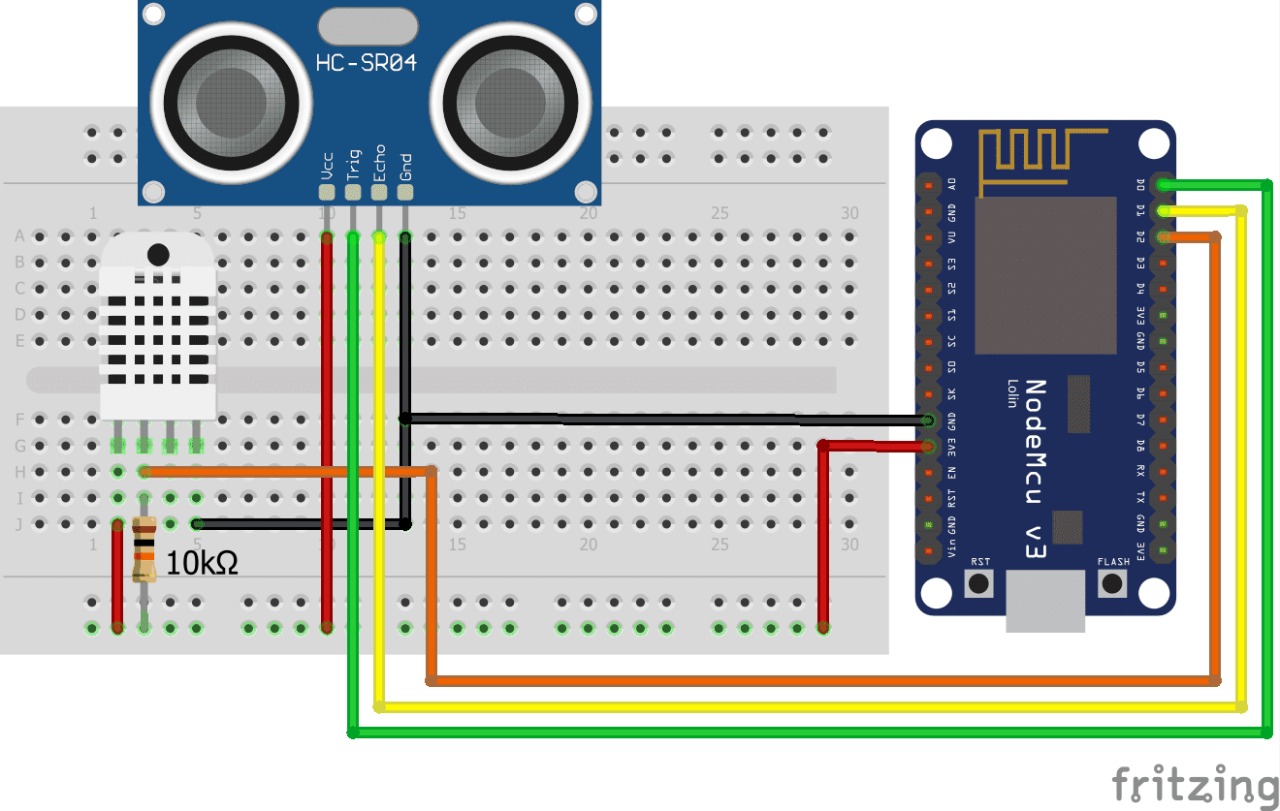 HC-SR04
Vcc
Trig
Echo
Gnd
1 5 10 15 20 25 30
A
B
C
D
E
F
G
H
I
J
1 5 10 15 20 25 30
10kΩ
A0
GND
VU
S3
S2
S1
SC
S0
SK
GND
3V3
EN
RST
GND
Vin
D0
D1
D2
D3
D4
3V3
GND
D5
D6
D7
D8
RX
TX
GND
3V3
NodeMcu v3
Lolin
RST
FLASH
fritzing